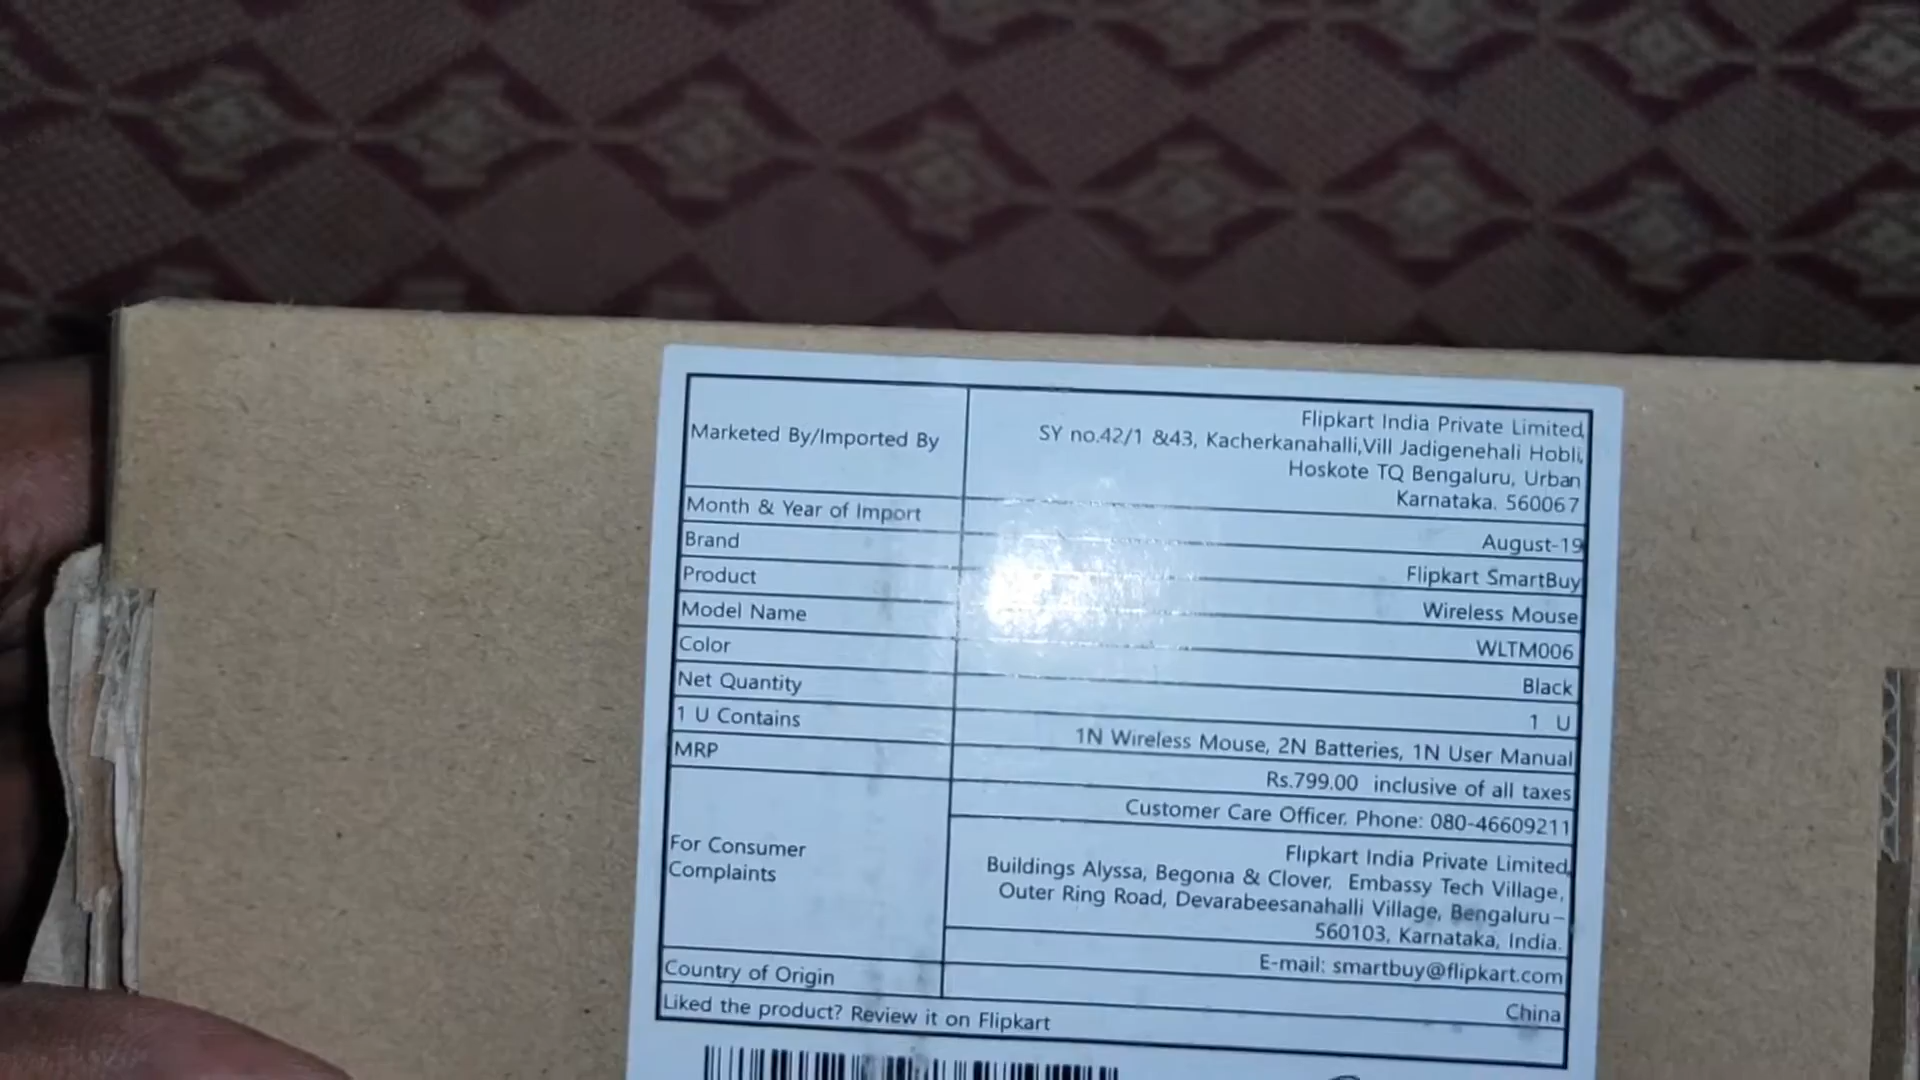 Marketed By/Imported By
Flipkart India Private Limited,
SY no.42/1 &43, Kacherkanahalli,Vill Jadigenehali Hobli,
Hoskote TQ Bengaluru, Urban
Karnataka. 560067
Month & Year of Import
August-19
Brand
Flipkart SmartBuy
Product
Wireless Mouse
Model Name
WLTM006
Color
Black
Net Quantity
1 U
1 U Contains
1N Wireless Mouse, 2N Batteries, 1N User Manual
MRP
Rs.799.00 inclusive of all taxes
For Consumer
Complaints
Customer Care Officer. Phone: 080-46609211
Flipkart India Private Limited,
Buildings Alyssa, Begonia & Clover, Embassy Tech Village,
Outer Ring Road, Devarabeesanahalli Village, Bengaluru–
560103, Karnataka, India.
E-mail: smartbuy@flipkart.com
Country of Origin
China
Liked the product? Review it on Flipkart